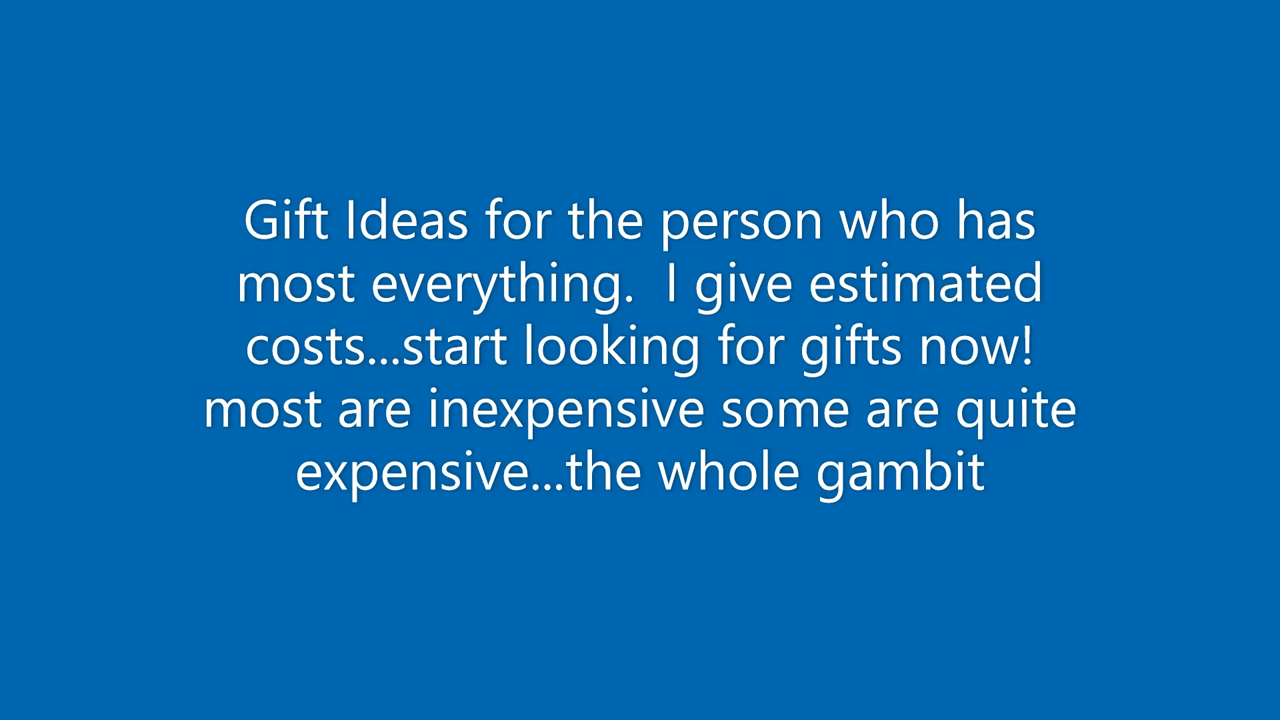 Gift Ideas for the person who has
most everything.  I give estimated
costs...start looking for gifts now!
most are inexpensive some are quite
expensive...the whole gambit